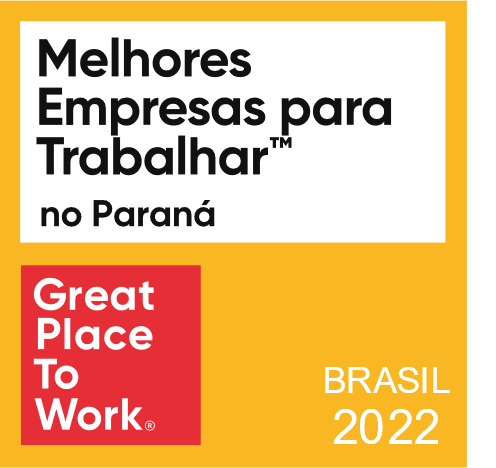 Melhores
Empresas para
Trabalhar™
no Paraná
Great
Place
To
Work®
BRASIL
2022